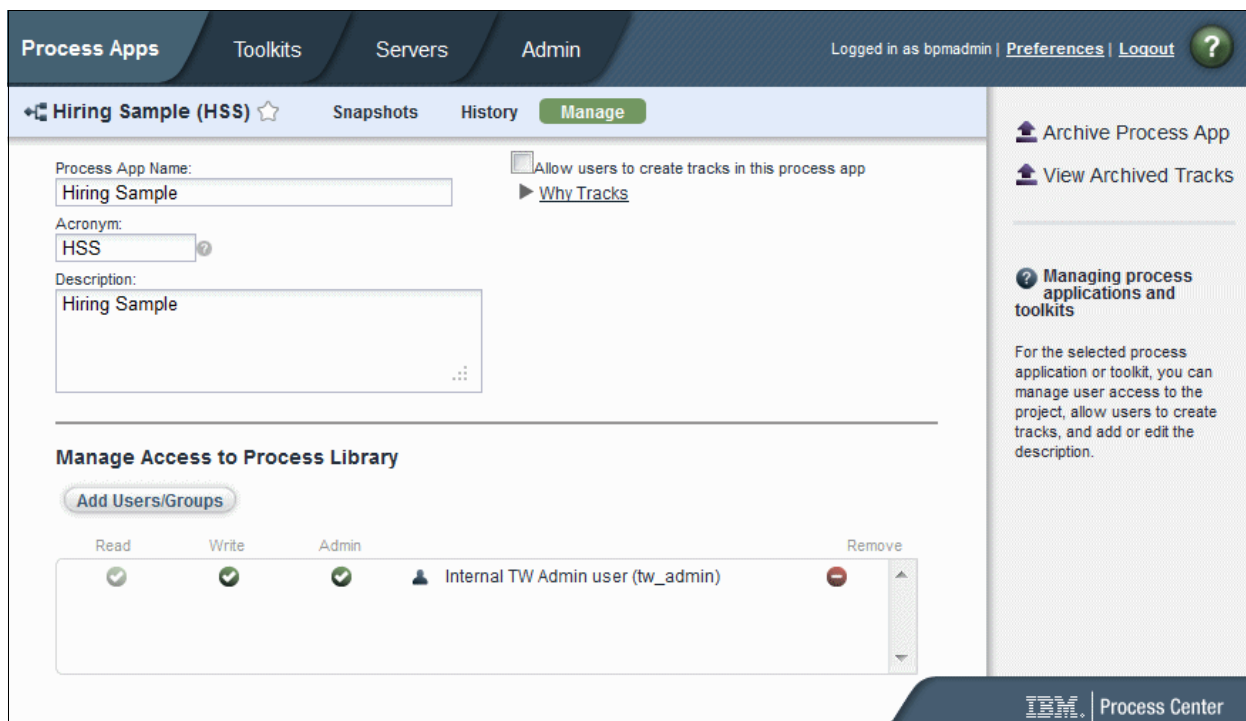 Process Apps Toolkits Servers Admin Logged in as bpmadmin | Preferences | Logout ?
Hiring Sample (HSS) Snapshots History Manage
Process App Name:
Hiring Sample
Acronym:
HSS ?
Description:
Hiring Sample
Allow users to create tracks in this process app
Why Tracks
Manage Access to Process Library
Add Users/Groups
Read Write Admin Remove
Internal TW Admin user (tw_admin)
Archive Process App
View Archived Tracks
? Managing process
applications and
toolkits
For the selected process
application or toolkit, you can
manage user access to the
project, allow users to create
tracks, and add or edit the
description.
IBM. | Process Center